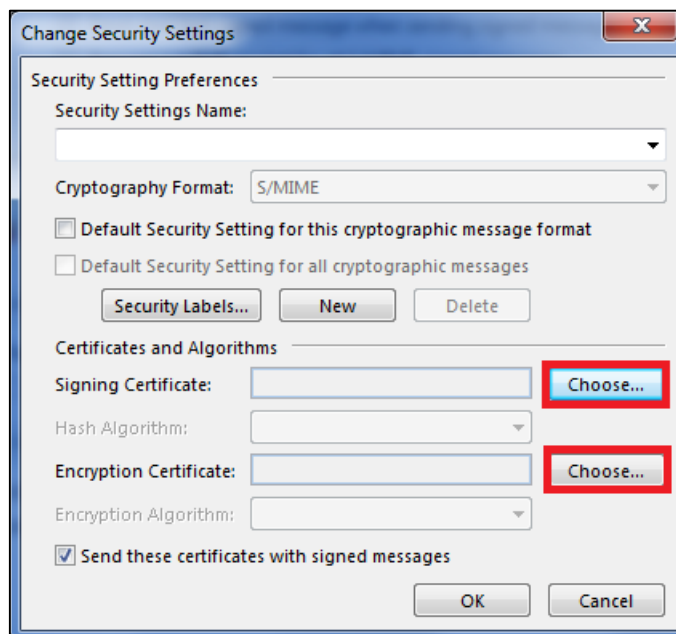 Change Security Settings
Security Setting Preferences
Security Settings Name:
Cryptography Format: S/MIME
Default Security Setting for this cryptographic message format
Default Security Setting for all cryptographic messages
Security Labels... New Delete
Certificates and Algorithms
Signing Certificate: Choose...
Hash Algorithm:
Encryption Certificate: Choose...
Encryption Algorithm:
Send these certificates with signed messages
OK Cancel